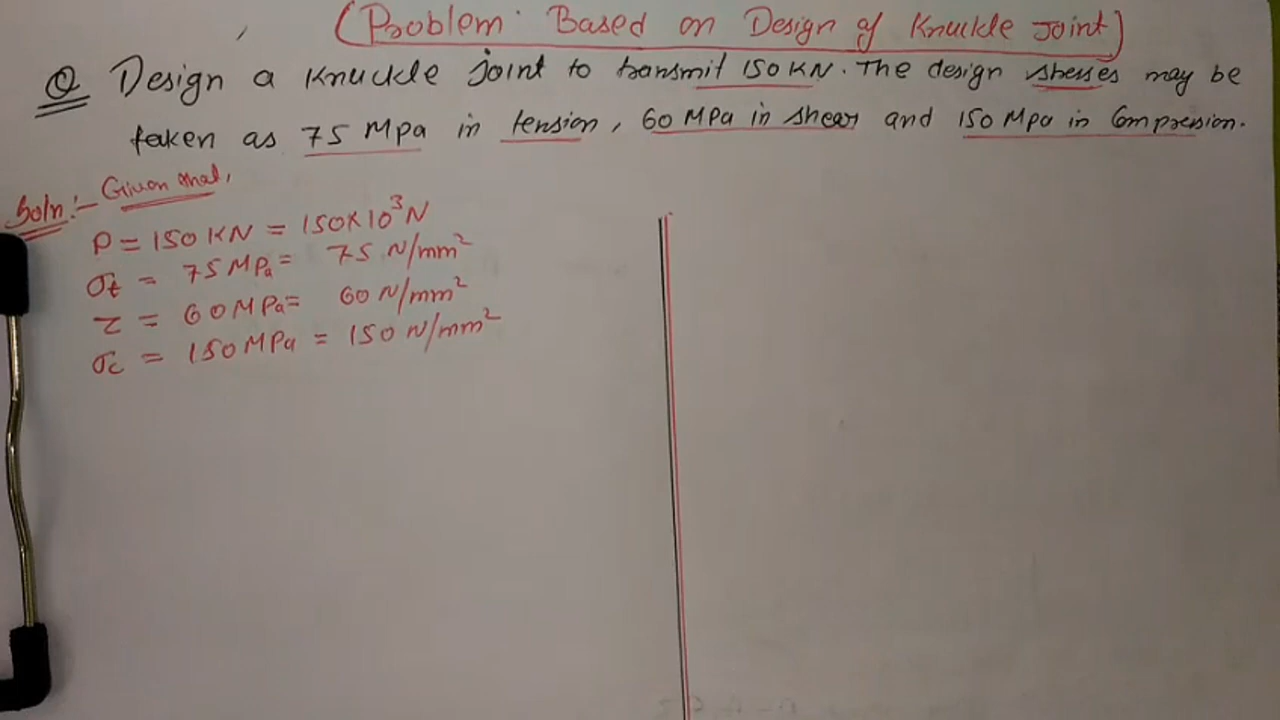 (Problem Based on Design of Knuckle Joint)
Q Design a Knuckle Joint to transmit 150 KN. The design stresses may be
taken as 75 MPa in tension, 60 MPa in shear and 150 MPa in Compression.
Soln:- Given that,
P = 150 KN = 150×10³ N
σt = 75 MPa = 75 N/mm²
τ = 60 MPa = 60 N/mm²
σc = 150 MPa = 150 N/mm²